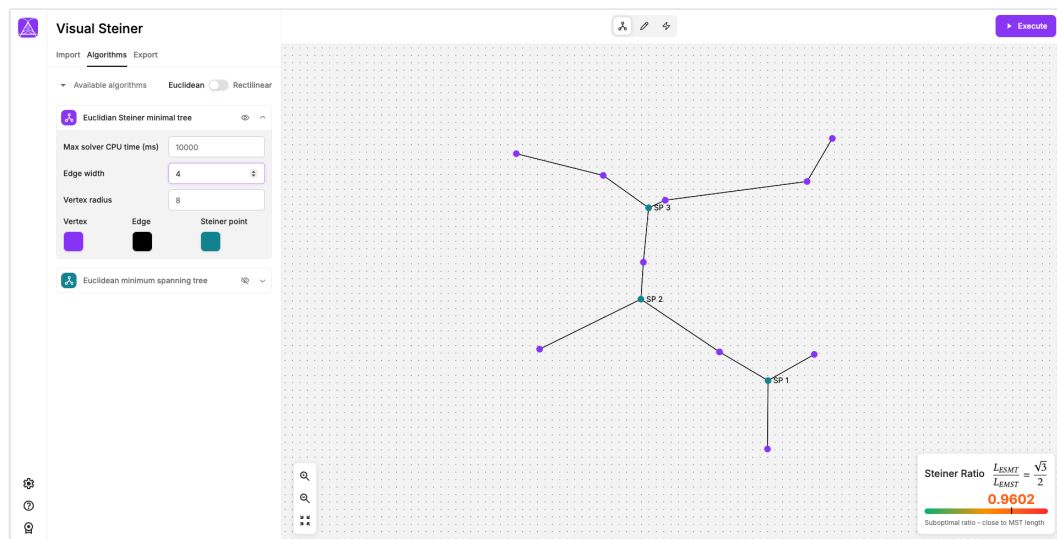 Visual Steiner
Execute
Import Algorithms Export
Available algorithms Euclidean Rectilinear
Euclidian Steiner minimal tree
Max solver CPU time (ms) 10000
Edge width 4
Vertex radius 8
Vertex Edge Steiner point
Euclidean minimum spanning tree
SP 3
SP 2
SP 1
Steiner Ratio L_ESMT / L_EMST = √3 / 2
0.9602
Suboptimal ratio - close to MST length